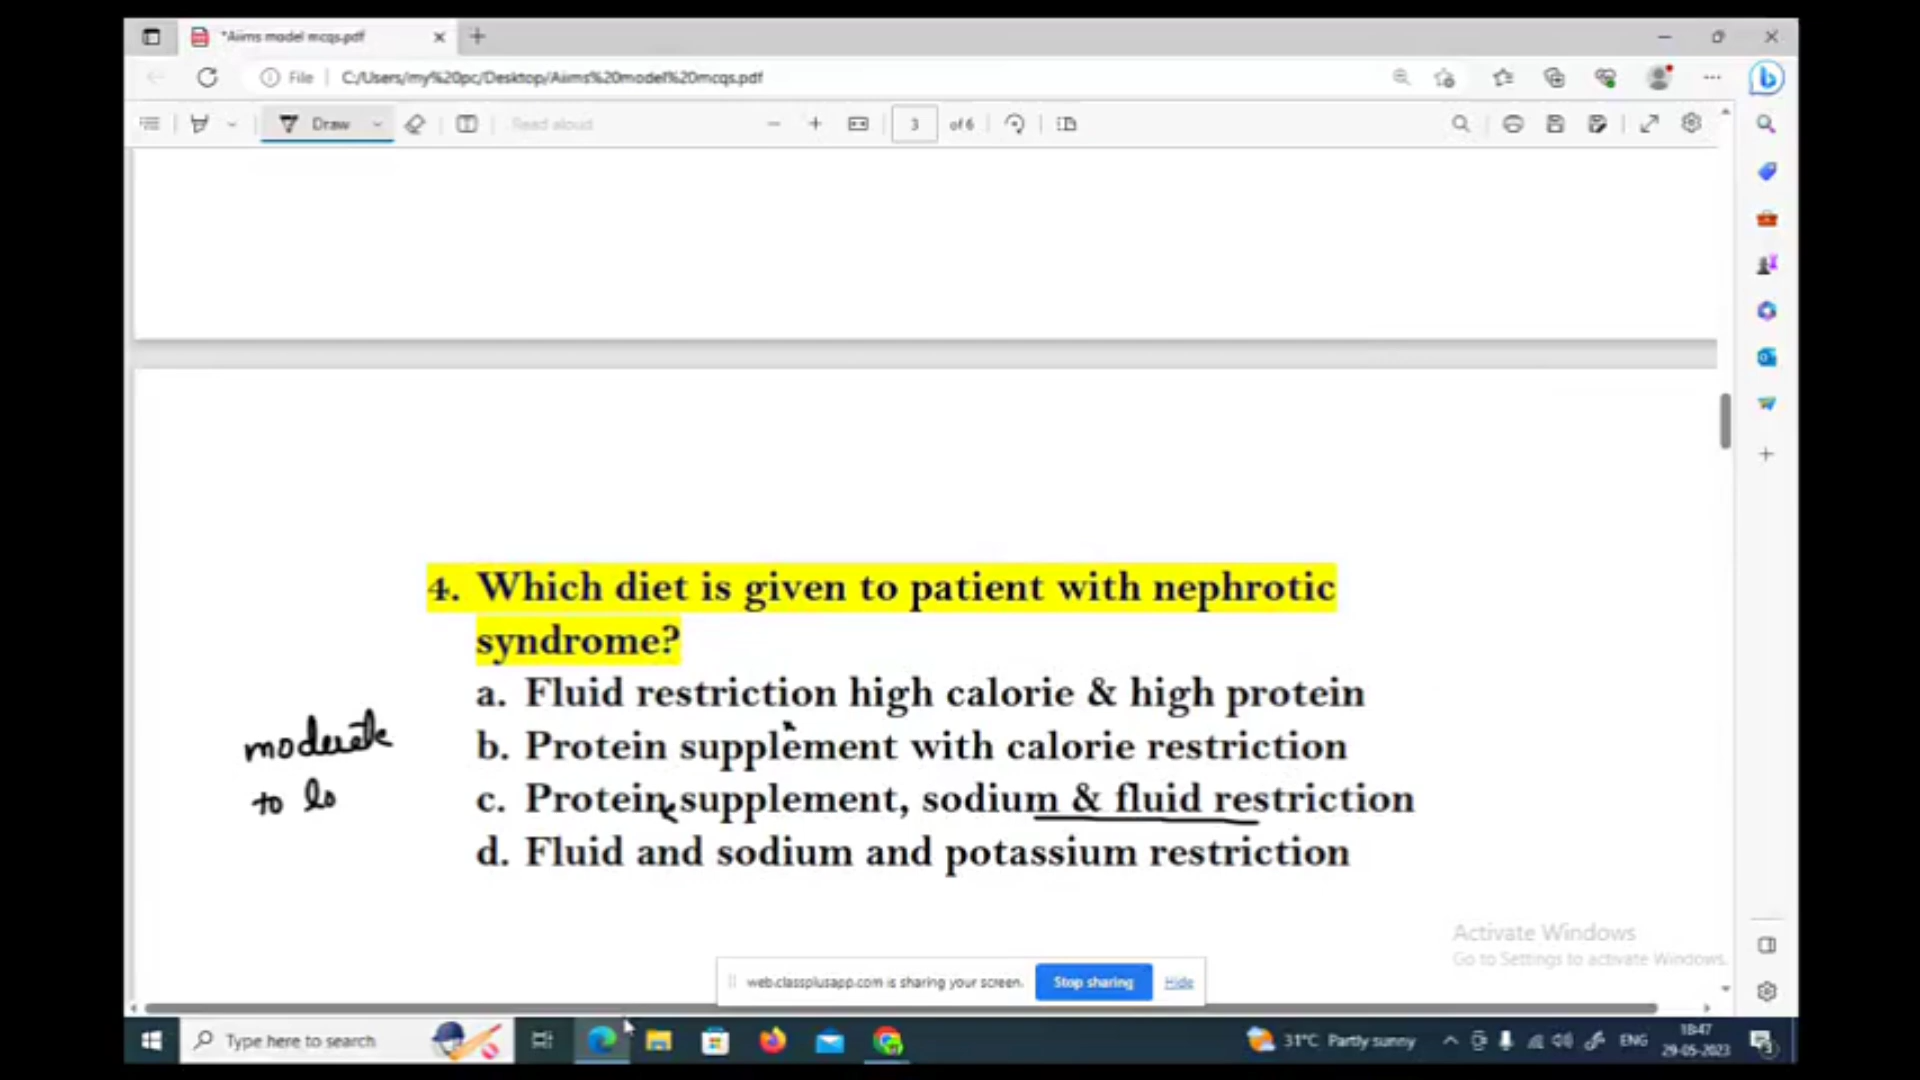 *Aiims model mcqs.pdf
File C:/Users/my%20pc/Desktop/Aiims%20model%20mcqs.pdf
Draw Read aloud 3 of 6
4. Which diet is given to patient with nephrotic
syndrome?
a. Fluid restriction high calorie & high protein
moderate
b. Protein supplement with calorie restriction
to lo
c. Protein supplement, sodium & fluid restriction
d. Fluid and sodium and potassium restriction
Activate Windows
Go to Settings to activate Windows.
web.classplusapp.com is sharing your screen. Stop sharing Hide
Type here to search
31°C Partly sunny ENG 18:47
29-05-2023
3